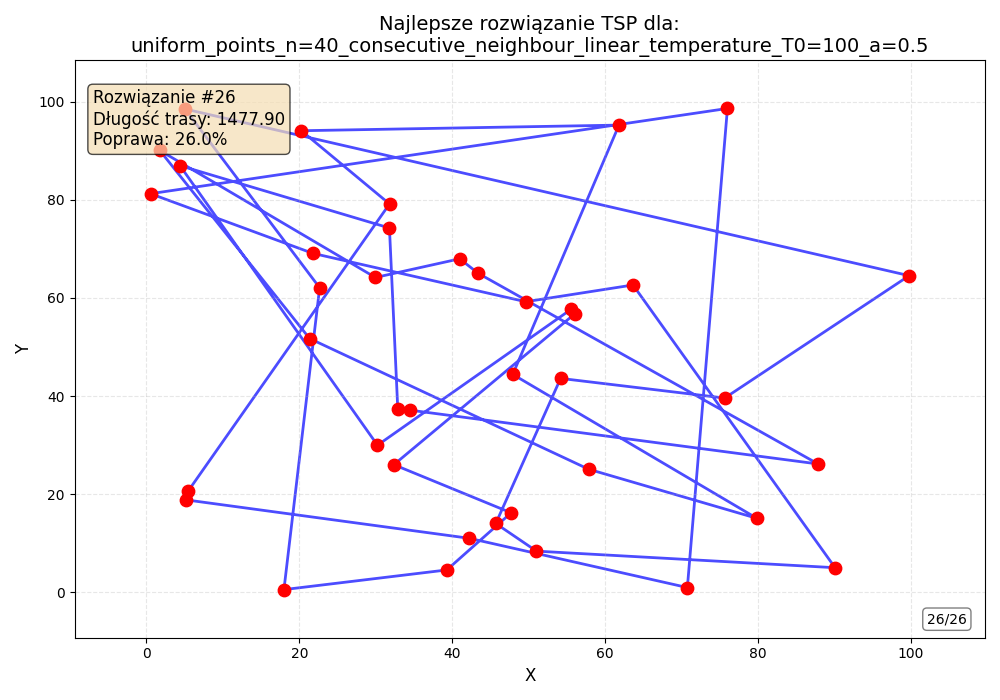 Najlepsze rozwiązanie TSP dla:
uniform_points_n=40_consecutive_neighbour_linear_temperature_T0=100_a=0.5
Rozwiązanie #26
Długość trasy: 1477.90
Poprawa: 26.0%
100
80
60
40
20
0
Y
26/26
0
20
40
60
80
100
X